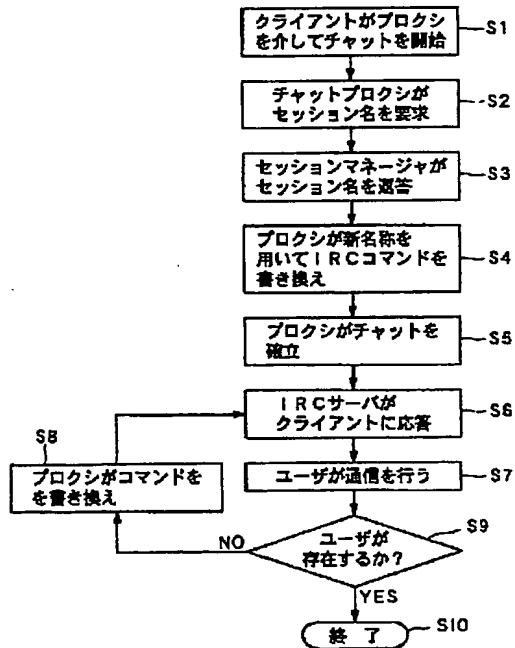 クライアントがプロクシ
を介してチャットを開始
S1
チャットプロクシが
セッション名を要求
S2
セッションマネージャが
セッション名を返答
S3
プロクシが新名称を
用いてIRCコマンドを
書き換え
S4
プロクシがチャットを
確立
S5
IRCサーバが
クライアントに応答
S6
S8
プロクシがコマンドを
を書き換え
ユーザが通信を行う
S7
ユーザが
存在するか?
S9
NO
YES
終 了
S10